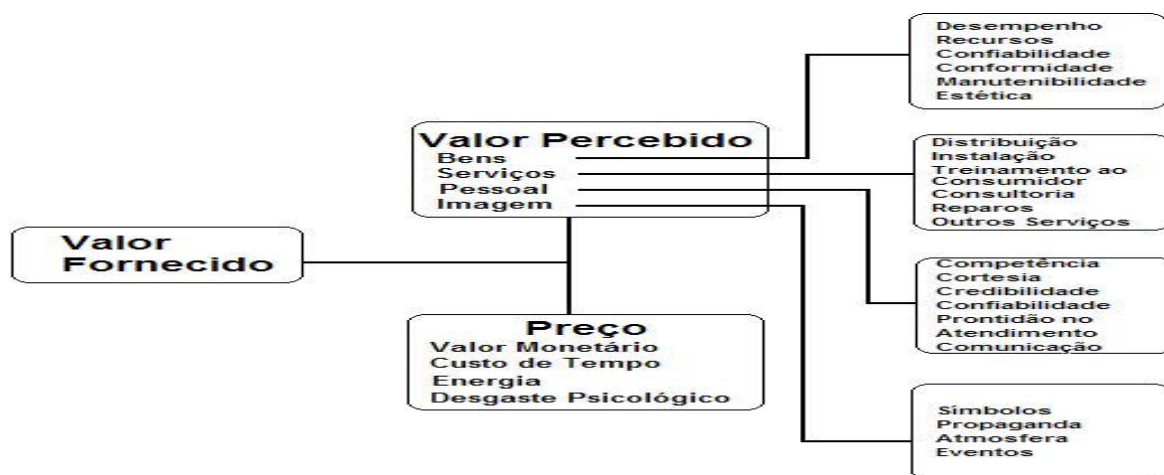 Valor
Fornecido
Valor Percebido
Bens
Serviços
Pessoal
Imagem
Preço
Valor Monetário
Custo de Tempo
Energia
Desgaste Psicológico
Desempenho
Recursos
Confiabilidade
Conformidade
Manutenibilidade
Estética
Distribuição
Instalação
Treinamento ao
Consumidor
Consultoria
Reparos
Outros Serviços
Competência
Cortesia
Credibilidade
Confiabilidade
Prontidão no
Atendimento
Comunicação
Símbolos
Propaganda
Atmosfera
Eventos